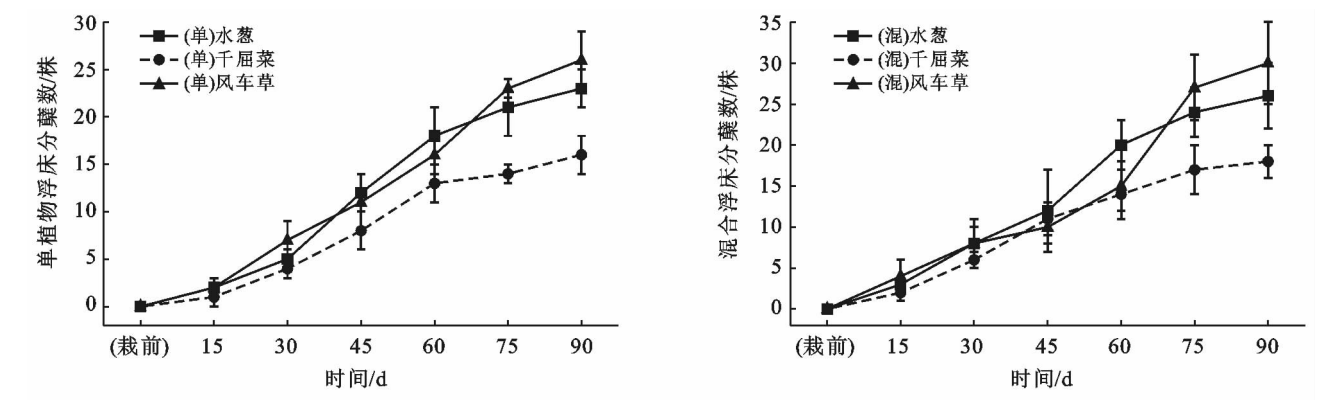 单植物浮床分蘖数/株
30
25
20
15
10
5
0
(单)水葱
(单)千屈菜
(单)风车草
(栽前) 15 30 45 60 75 90
时间/d
混合浮床分蘖数/株
35
30
25
20
15
10
5
0
(混)水葱
(混)千屈菜
(混)风车草
(栽前) 15 30 45 60 75 90
时间/d